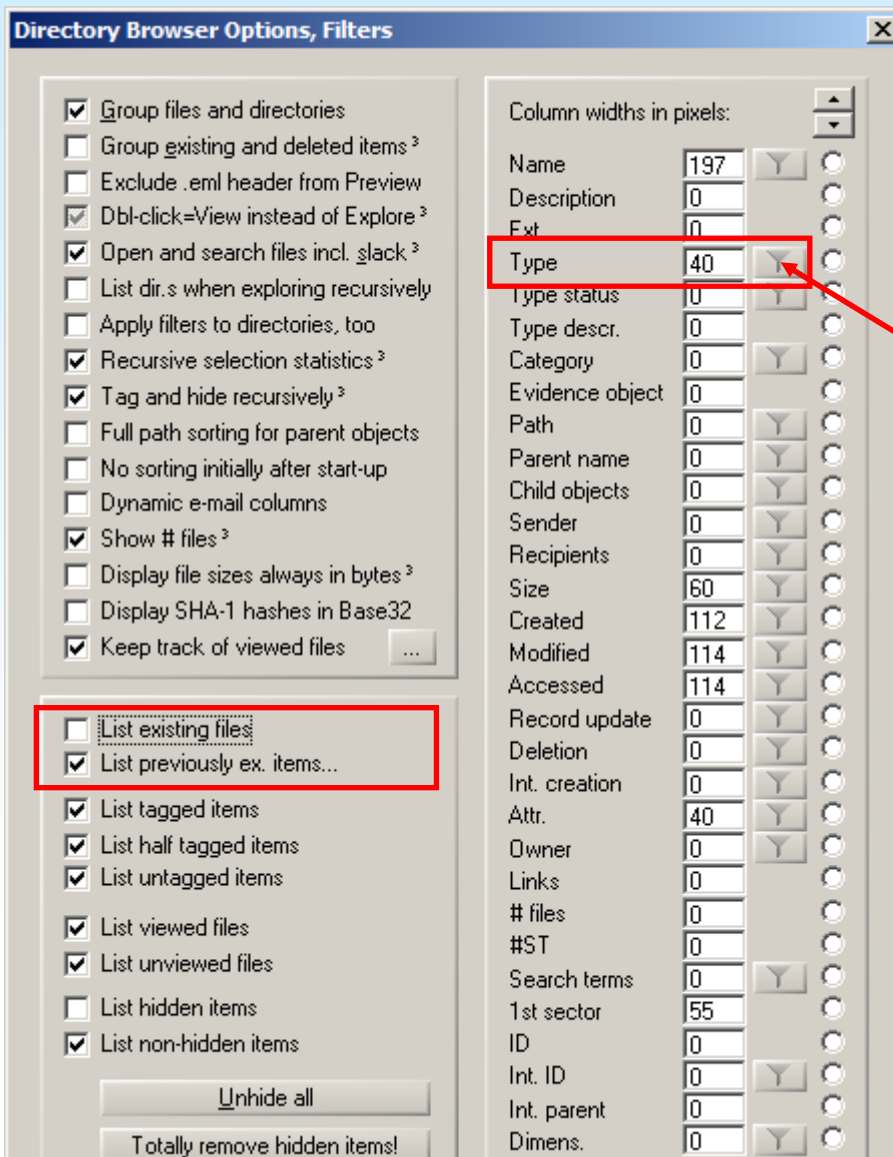 Directory Browser Options, Filters
Group files and directories
Group existing and deleted items ³
Exclude .eml header from Preview
Dbl-click=View instead of Explore ³
Open and search files incl. slack ³
List dir.s when exploring recursively
Apply filters to directories, too
Recursive selection statistics ³
Tag and hide recursively ³
Full path sorting for parent objects
No sorting initially after start-up
Dynamic e-mail columns
Show # files ³
Display file sizes always in bytes ³
Display SHA-1 hashes in Base32
Keep track of viewed files ...
List existing files
List previously ex. items...
List tagged items
List half tagged items
List untagged items
List viewed files
List unviewed files
List hidden items
List non-hidden items
Unhide all
Totally remove hidden items!
Column widths in pixels:
Name 197
Description 0
Ext 0
Type 40
Type status 0
Type descr. 0
Category 0
Evidence object 0
Path 0
Parent name 0
Child objects 0
Sender 0
Recipients 0
Size 60
Created 112
Modified 114
Accessed 114
Record update 0
Deletion 0
Int. creation 0
Attr. 40
Owner 0
Links 0
# files 0
#ST 0
Search terms 0
1st sector 55
ID 0
Int. ID 0
Int. parent 0
Dimens. 0